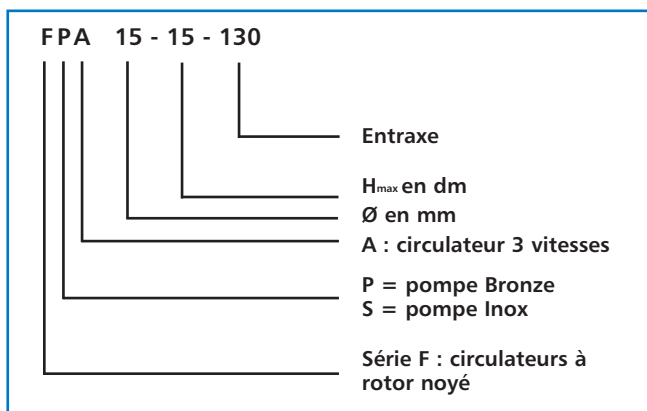 FPA 15 - 15 - 130
Entraxe
Hmax en dm
Ø en mm
A : circulateur 3 vitesses
P = pompe Bronze
S = pompe Inox
Série F : circulateurs à
rotor noyé